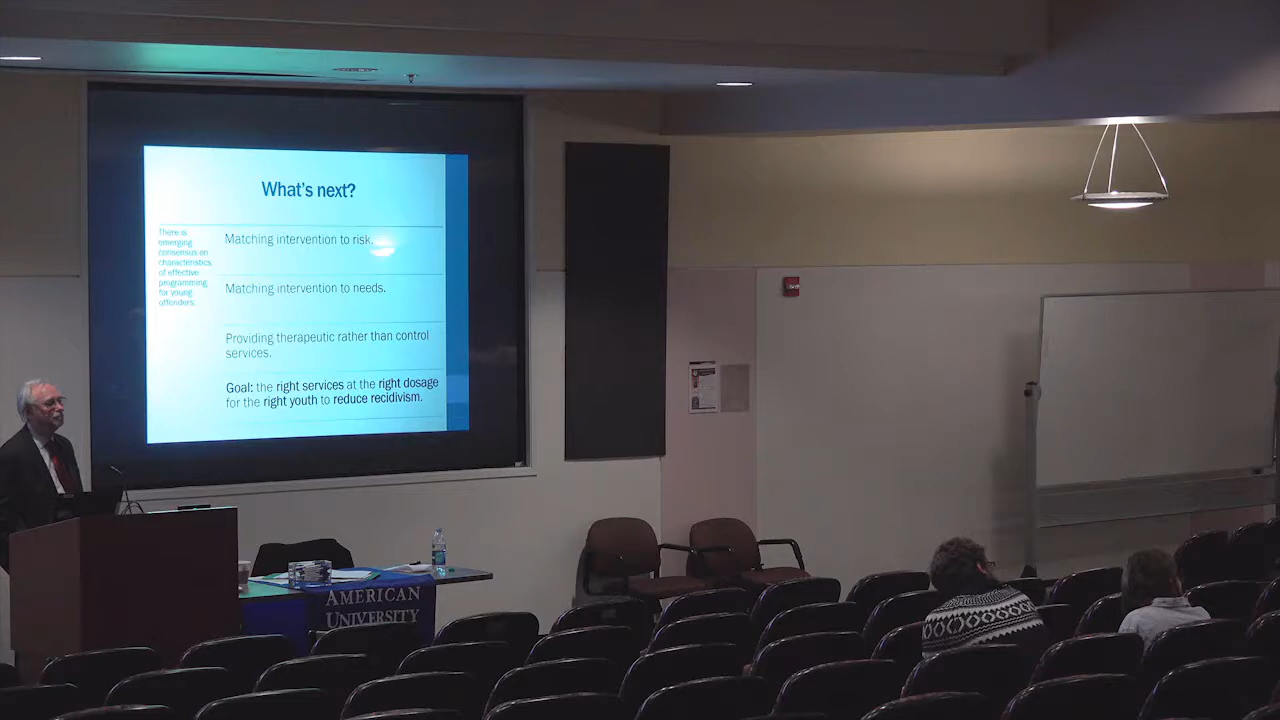 What's next?
There is
emerging
consensus on
characteristics
of effective
programming
for young
offenders.
Matching intervention to risk.
Matching intervention to needs.
Providing therapeutic rather than control
services.
Goal: the right services at the right dosage
for the right youth to reduce recidivism.
AMERICAN
UNIVERSITY